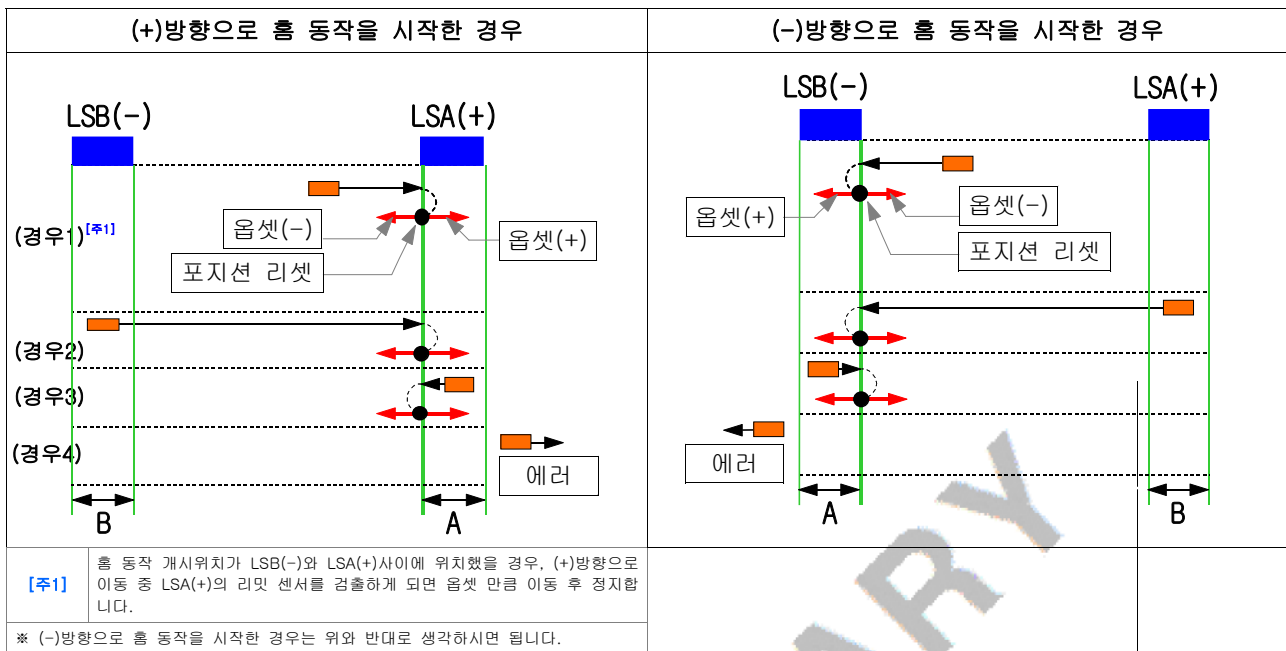 (+)방향으로 홈 동작을 시작한 경우
(-)방향으로 홈 동작을 시작한 경우
LSB(-)
LSA(+)
(경우1)[주1]
옵셋(-)
옵셋(+)
포지션 리셋
(경우2)
(경우3)
(경우4)
에러
B
A
LSB(-)
LSA(+)
옵셋(+)
옵셋(-)
포지션 리셋
에러
A
B
[주1]
홈 동작 개시위치가 LSB(-)와 LSA(+)사이에 위치했을 경우, (+)방향으로
이동 중 LSA(+)의 리밋 센서를 검출하게 되면 옵셋 만큼 이동 후 정지합
니다.
※ (-)방향으로 홈 동작을 시작한 경우는 위와 반대로 생각하시면 됩니다.